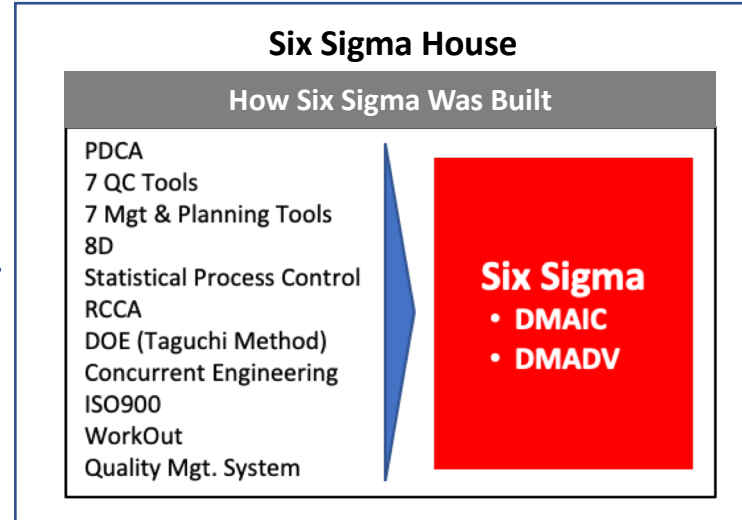 Six Sigma House
How Six Sigma Was Built
PDCA
7 QC Tools
7 Mgt & Planning Tools
8D
Statistical Process Control
RCCA
DOE (Taguchi Method)
Concurrent Engineering
ISO900
WorkOut
Quality Mgt. System
Six Sigma
• DMAIC
• DMADV